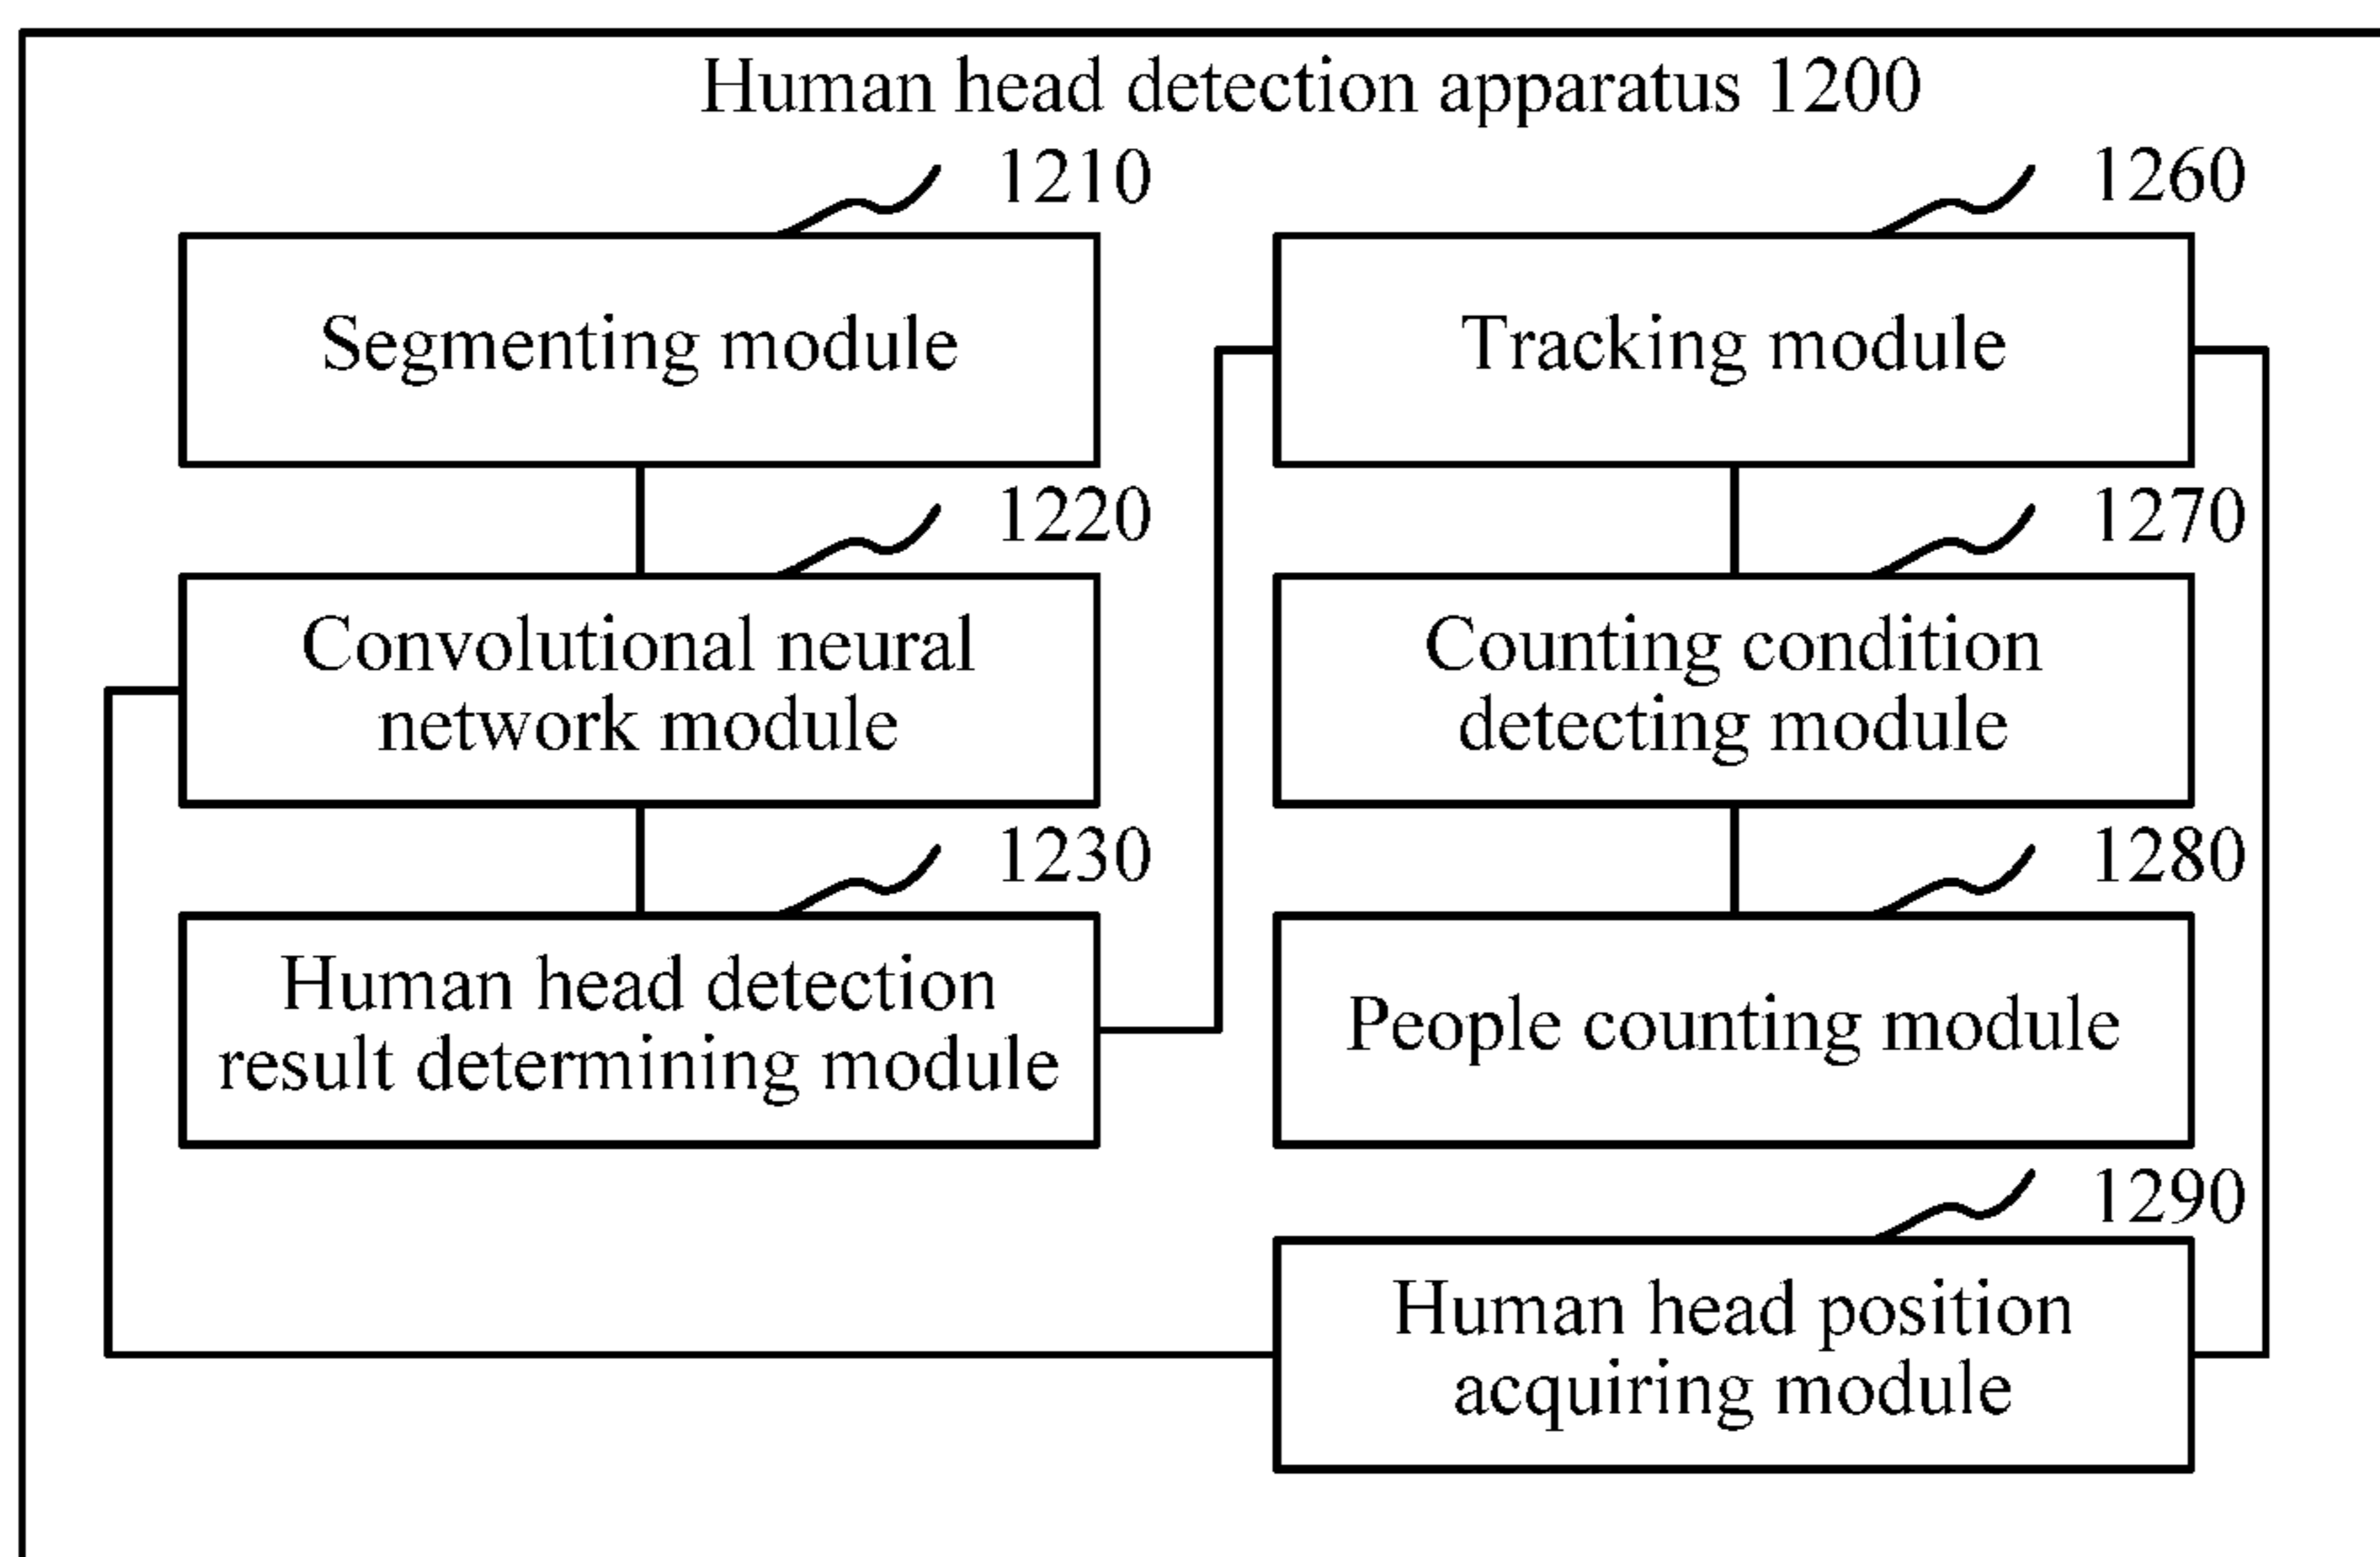 Human head detection apparatus 1200
1210
Segmenting module
1220
Convolutional neural
network module
1230
Human head detection
result determining module
1260
Tracking module
1270
Counting condition
detecting module
1280
People counting module
1290
Human head position
acquiring module